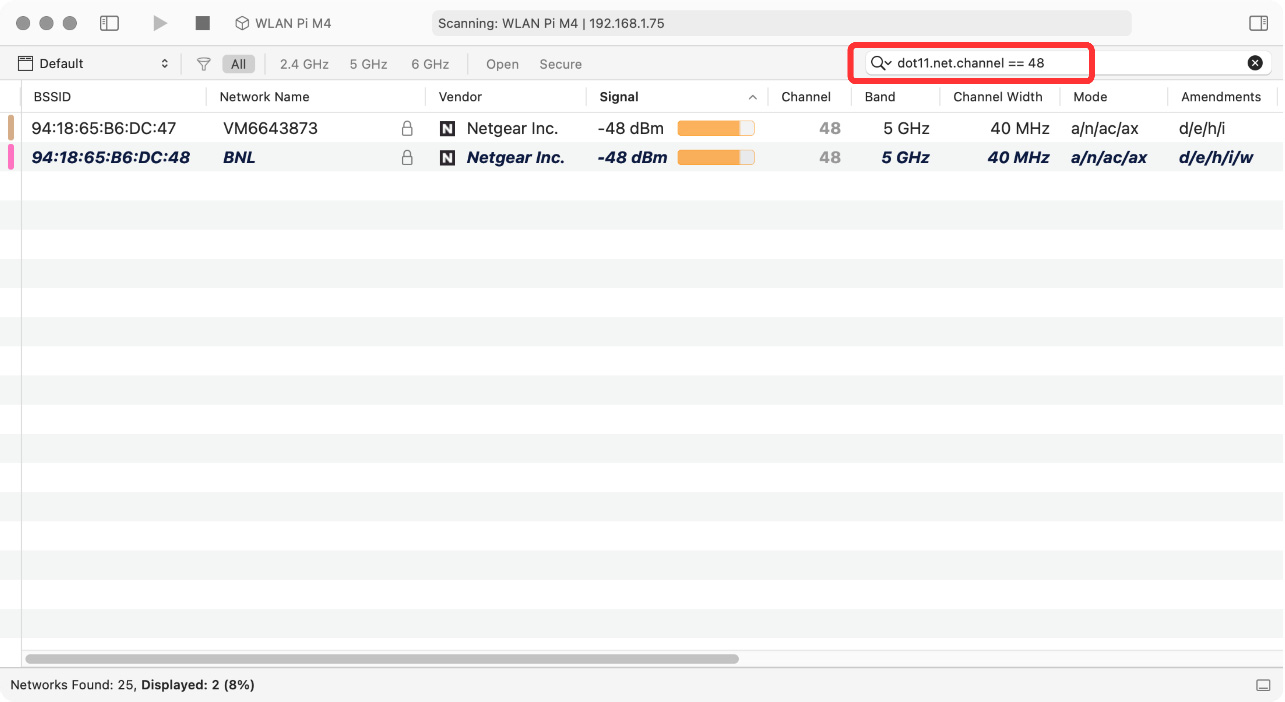 WLAN Pi M4 Scanning: WLAN Pi M4 | 192.168.1.75
Default All 2.4 GHz 5 GHz 6 GHz Open Secure dot11.net.channel == 48
BSSID Network Name Vendor Signal Channel Band Channel Width Mode Amendments
94:18:65:B6:DC:47 VM6643873 N Netgear Inc. -48 dBm 48 5 GHz 40 MHz a/n/ac/ax d/e/h/i
94:18:65:B6:DC:48 BNL N Netgear Inc. -48 dBm 48 5 GHz 40 MHz a/n/ac/ax d/e/h/i/w
Networks Found: 25, Displayed: 2 (8%)